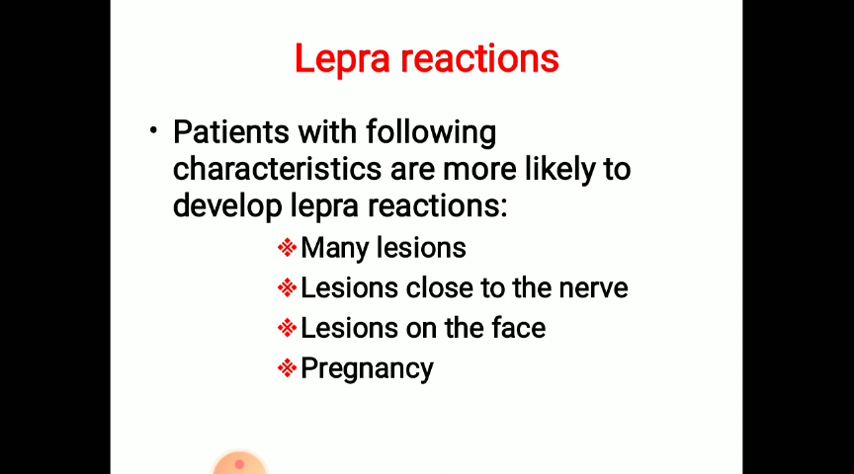 Lepra reactions
• Patients with following
characteristics are more likely to
develop lepra reactions:
❖Many lesions
❖Lesions close to the nerve
❖Lesions on the face
❖Pregnancy